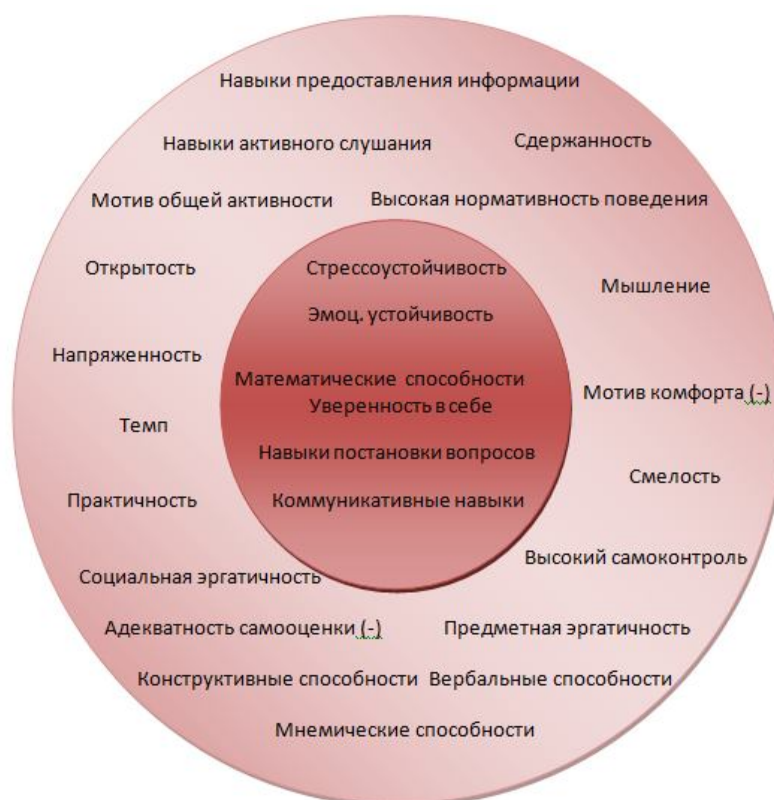 Навыки предоставления информации
Навыки активного слушания
Сдержанность
Мотив общей активности
Высокая нормативность поведения
Открытость
Стрессоустойчивость
Мышление
Эмоц. устойчивость
Напряженность
Математические способности
Мотив комфорта (-)
Уверенность в себе
Темп
Навыки постановки вопросов
Смелость
Практичность
Коммуникативные навыки
Высокий самоконтроль
Социальная эргатичность
Адекватность самооценки (-)
Предметная эргатичность
Конструктивные способности
Вербальные способности
Мнемические способности